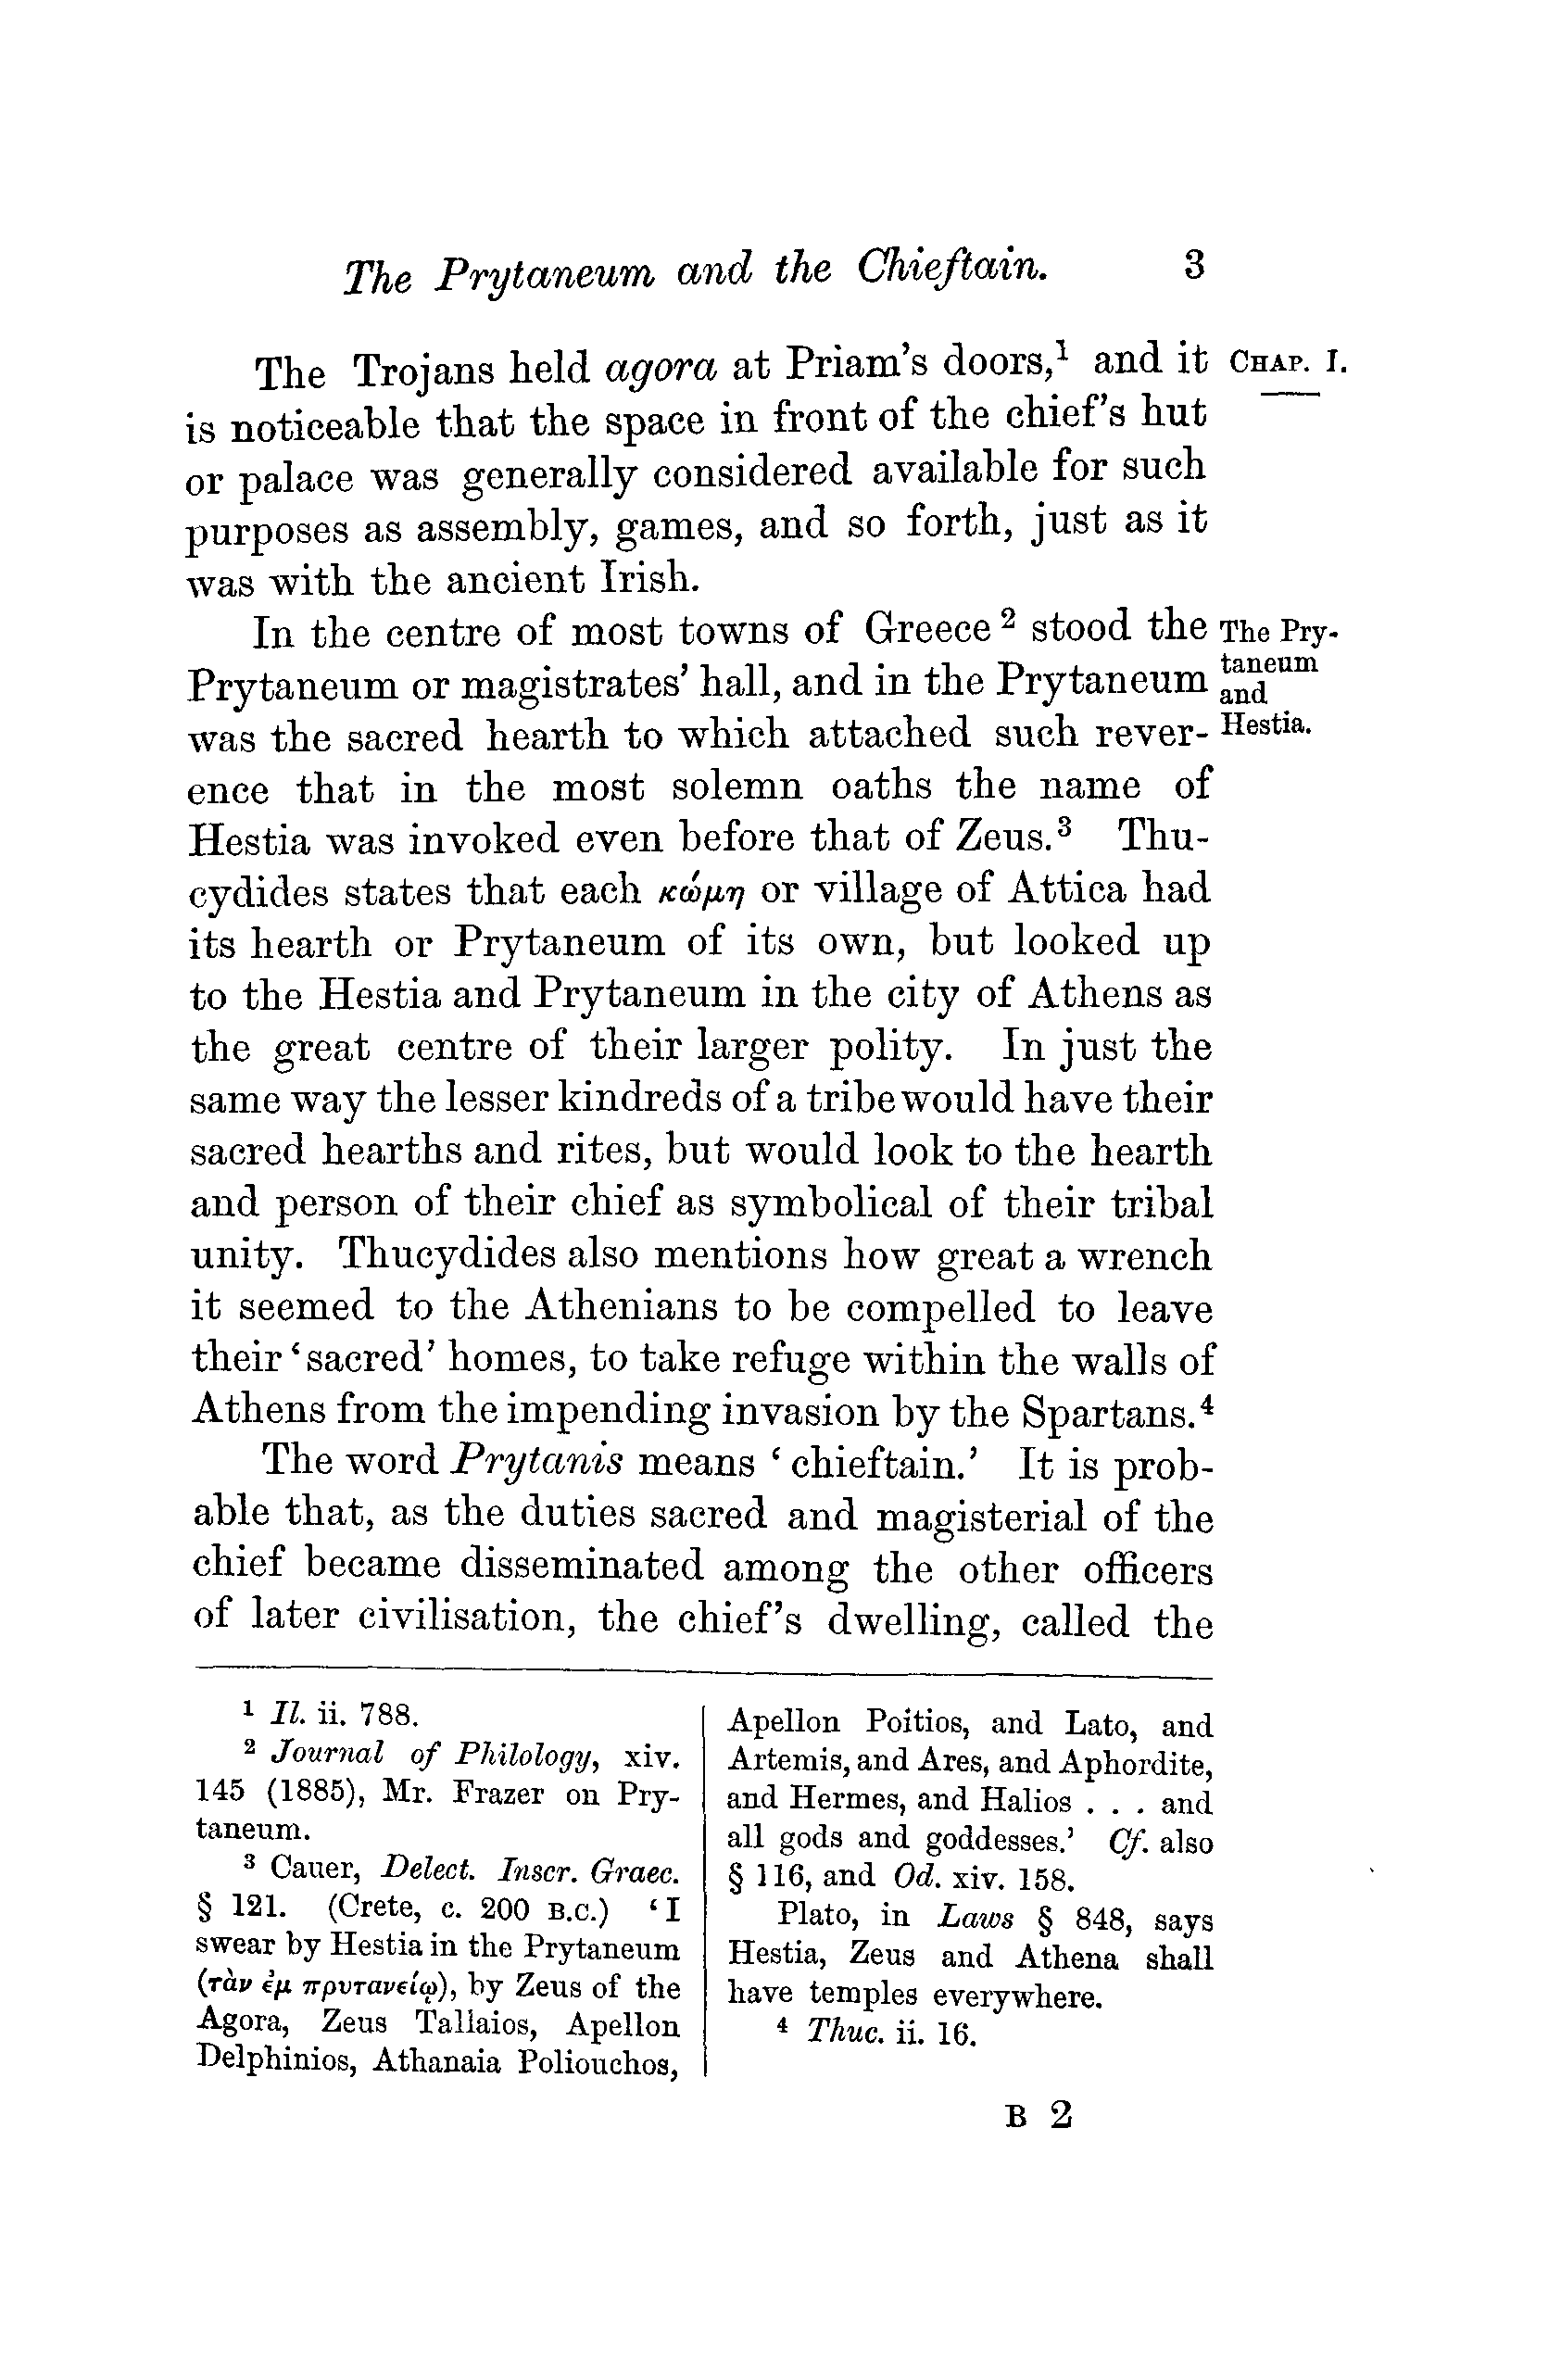 The Prytaneum and the Chieftain. 3
The Trojans held agora at Priam's doors,¹ and it
is noticeable that the space in front of the chief's hut
or palace was generally considered available for such
purposes as assembly, games, and so forth, just as it
was with the ancient Irish.
In the centre of most towns of Greece ² stood the
Prytaneum or magistrates' hall, and in the Prytaneum
was the sacred hearth to which attached such rever-
ence that in the most solemn oaths the name of
Hestia was invoked even before that of Zeus.³ Thu-
cydides states that each κώμη or village of Attica had
its hearth or Prytaneum of its own, but looked up
to the Hestia and Prytaneum in the city of Athens as
the great centre of their larger polity. In just the
same way the lesser kindreds of a tribe would have their
sacred hearths and rites, but would look to the hearth
and person of their chief as symbolical of their tribal
unity. Thucydides also mentions how great a wrench
it seemed to the Athenians to be compelled to leave
their 'sacred' homes, to take refuge within the walls of
Athens from the impending invasion by the Spartans.⁴
The word Prytanis means 'chieftain.' It is prob-
able that, as the duties sacred and magisterial of the
chief became disseminated among the other officers
of later civilisation, the chief's dwelling, called the
CHAP. I.
The Pry-
taneum
and
Hestia.
¹ Il. ii. 788.
² Journal of Philology, xiv.
145 (1885), Mr. Frazer on Pry-
taneum.
³ Cauer, Delect. Inscr. Graec.
§ 121. (Crete, c. 200 B.C.) 'I
swear by Hestia in the Prytaneum
(τὰν ἐμ πρυτανείῳ), by Zeus of the
Agora, Zeus Tallaios, Apellon
Delphinios, Athanaia Poliouchos,
Apellon Poitios, and Lato, and
Artemis, and Ares, and Aphordite,
and Hermes, and Halios . . . and
all gods and goddesses.' Cf. also
§ 116, and Od. xiv. 158.
Plato, in Laws § 848, says
Hestia, Zeus and Athena shall
have temples everywhere.
⁴ Thuc. ii. 16.
B 2